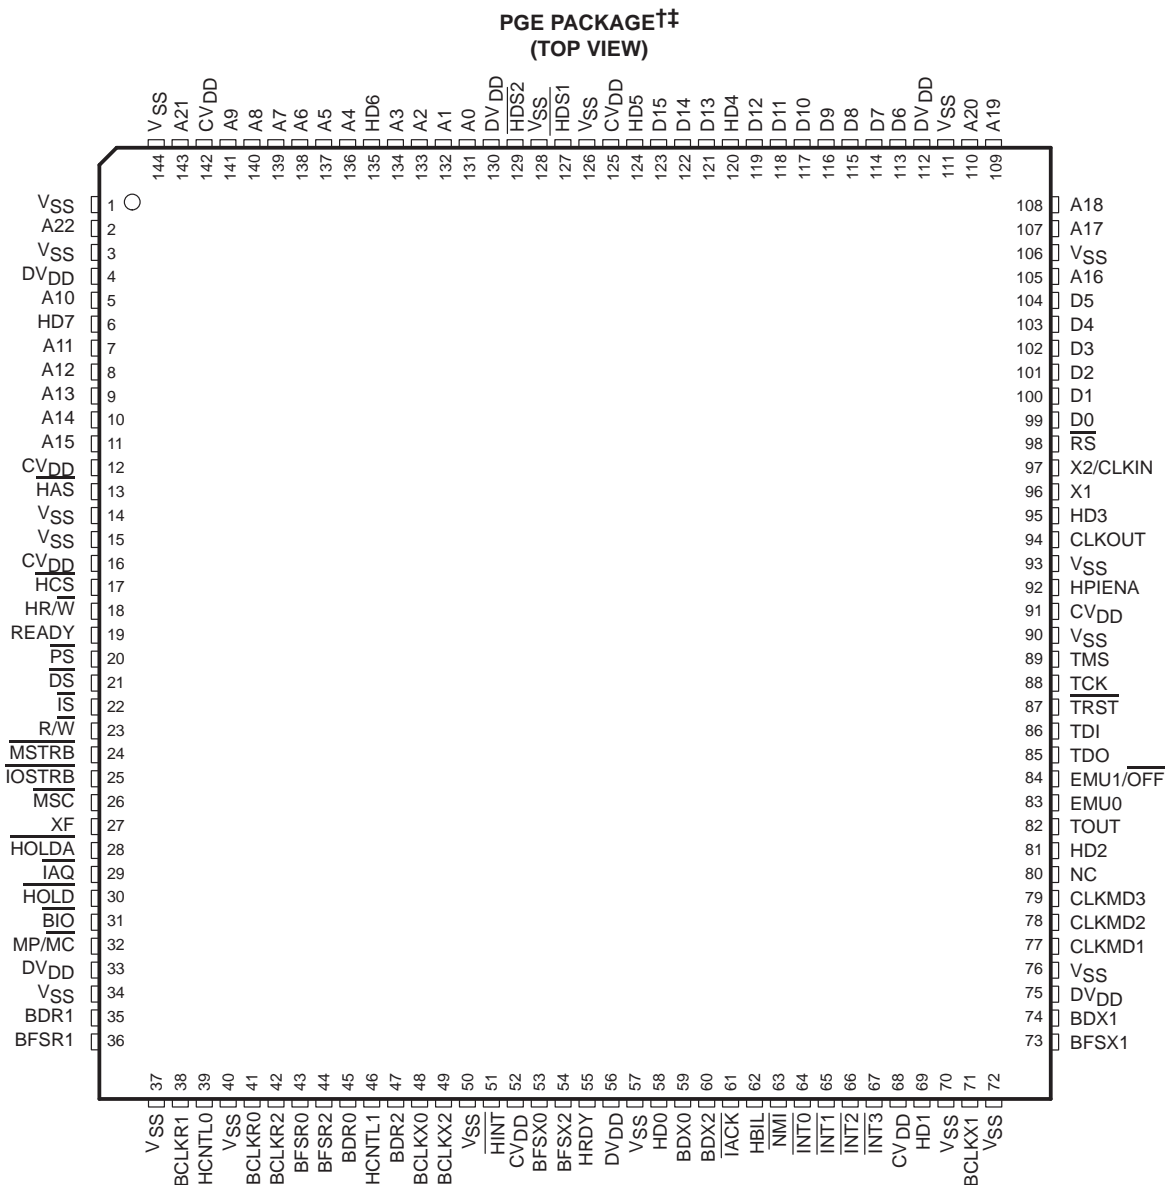 PGE PACKAGE†‡
(TOP VIEW)
VSS 144
A21 143
CVDD 142
A9 141
A8 140
A7 139
A6 138
A5 137
A4 136
HD6 135
A3 134
A2 133
A1 132
A0 131
DVDD 130
HDS2 129
VSS 128
HDS1 127
VSS 126
CVDD 125
HD5 124
D15 123
D14 122
D13 121
HD4 120
D12 119
D11 118
D10 117
D9 116
D8 115
D7 114
D6 113
DVDD 112
VSS 111
A20 110
A19 109
VSS 1
A22 2
VSS 3
DVDD 4
A10 5
HD7 6
A11 7
A12 8
A13 9
A14 10
A15 11
CVDD 12
HAS 13
VSS 14
VSS 15
CVDD 16
HCS 17
HR/W 18
READY 19
PS 20
DS 21
IS 22
R/W 23
MSTRB 24
IOSTRB 25
MSC 26
XF 27
HOLDA 28
IAQ 29
HOLD 30
BIO 31
MP/MC 32
DVDD 33
VSS 34
BDR1 35
BFSR1 36
108 A18
107 A17
106 VSS
105 A16
104 D5
103 D4
102 D3
101 D2
100 D1
99 D0
98 RS
97 X2/CLKIN
96 X1
95 HD3
94 CLKOUT
93 VSS
92 HPIENA
91 CVDD
90 VSS
89 TMS
88 TCK
87 TRST
86 TDI
85 TDO
84 EMU1/OFF
83 EMU0
82 TOUT
81 HD2
80 NC
79 CLKMD3
78 CLKMD2
77 CLKMD1
76 VSS
75 DVDD
74 BDX1
73 BFSX1
37 VSS
38 BCLKR1
39 HCNTL0
40 VSS
41 BCLKR0
42 BCLKR2
43 BFSR0
44 BFSR2
45 BDR0
46 HCNTL1
47 BDR2
48 BCLKX0
49 BCLKX2
50 VSS
51 HINT
52 CVDD
53 BFSX0
54 BFSX2
55 HRDY
56 DVDD
57 VSS
58 HD0
59 BDX0
60 BDX2
61 IACK
62 HBIL
63 NMI
64 INT0
65 INT1
66 INT2
67 INT3
68 CVDD
69 HD1
70 VSS
71 BCLKX1
72 VSS